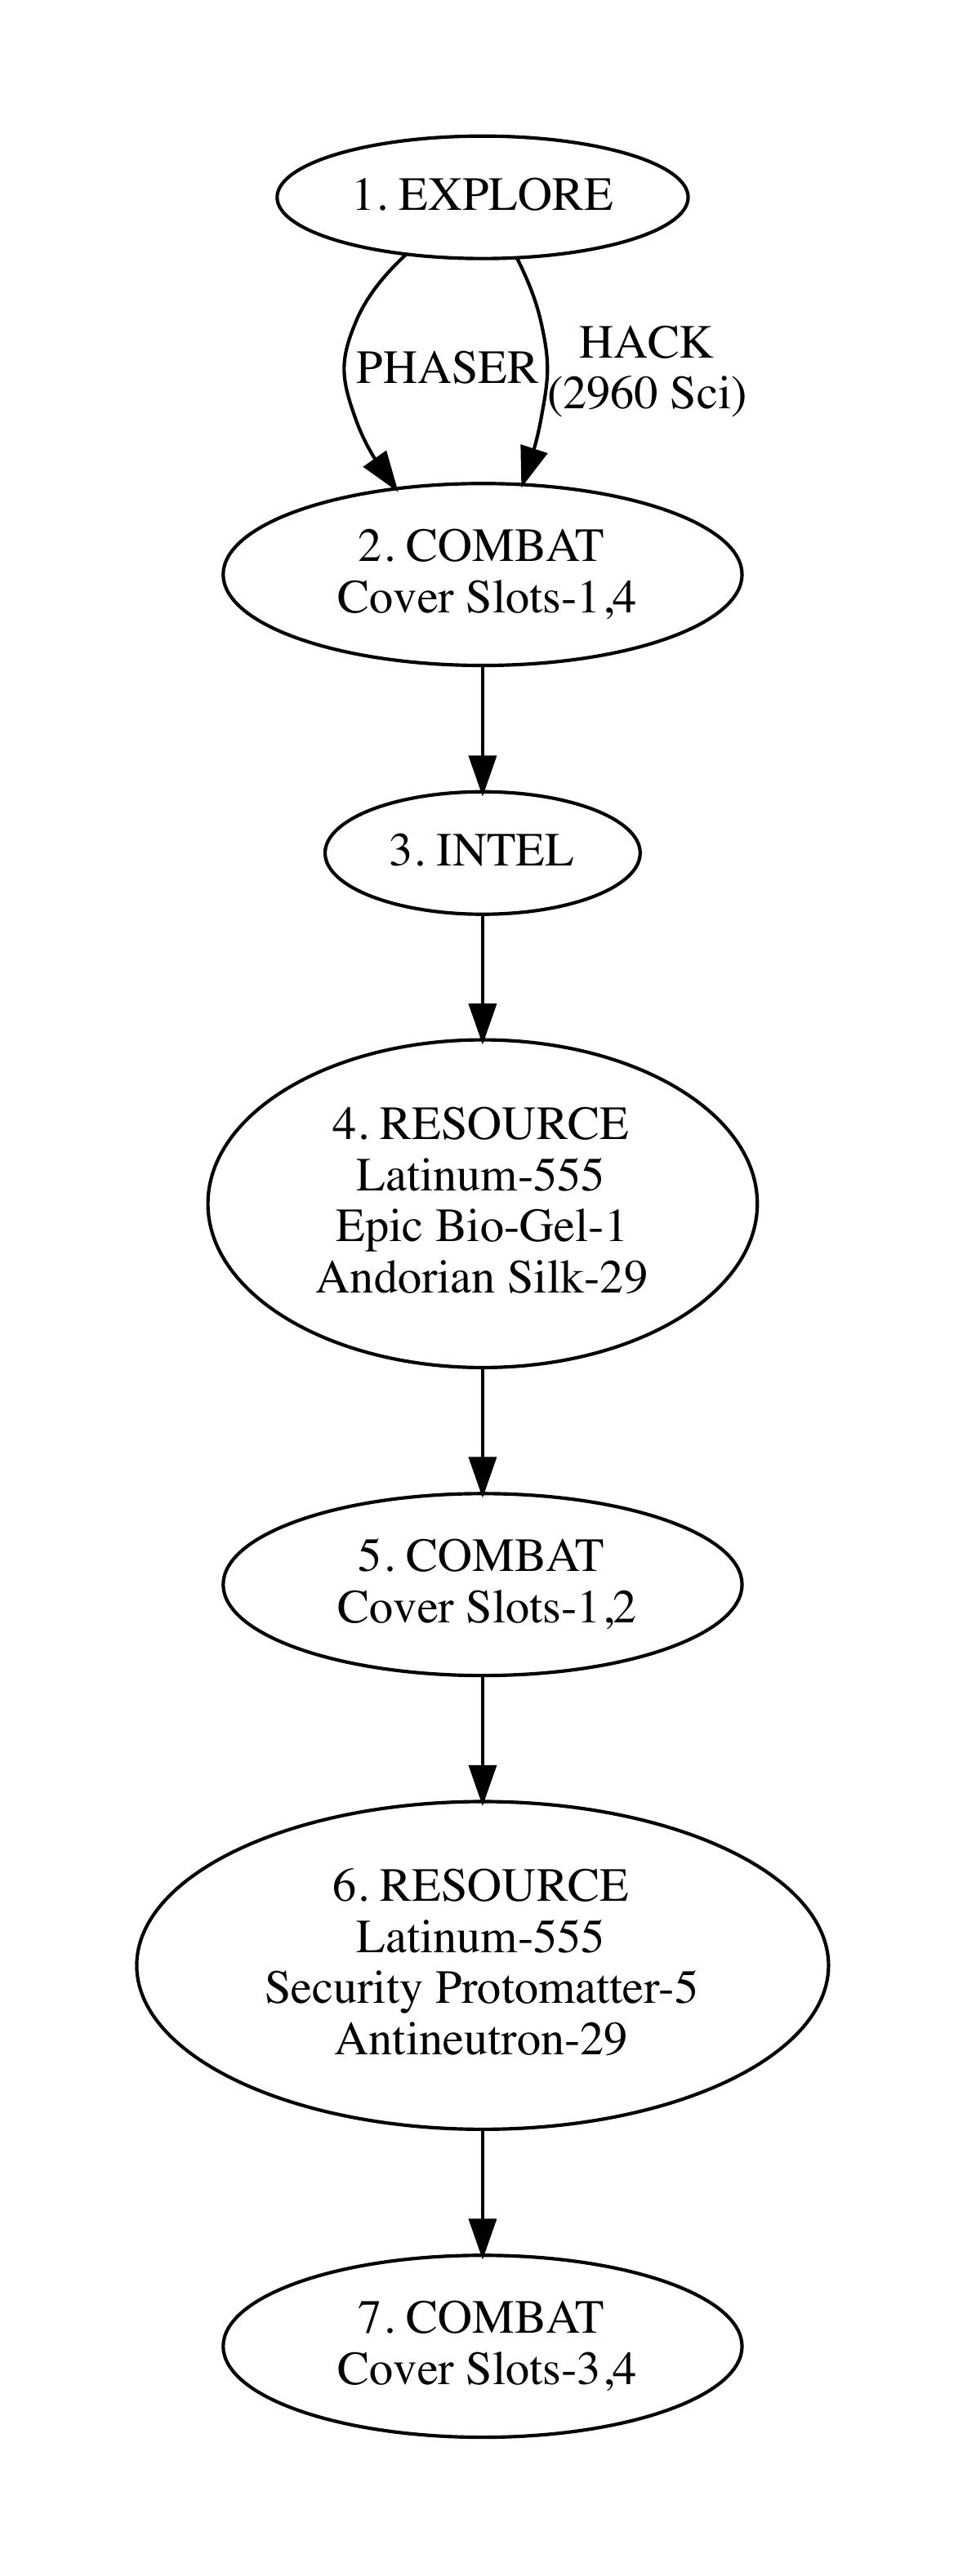 1. EXPLORE
PHASER
HACK
(2960 Sci)
2. COMBAT
Cover Slots-1,4
3. INTEL
4. RESOURCE
Latinum-555
Epic Bio-Gel-1
Andorian Silk-29
5. COMBAT
Cover Slots-1,2
6. RESOURCE
Latinum-555
Security Protomatter-5
Antineutron-29
7. COMBAT
Cover Slots-3,4